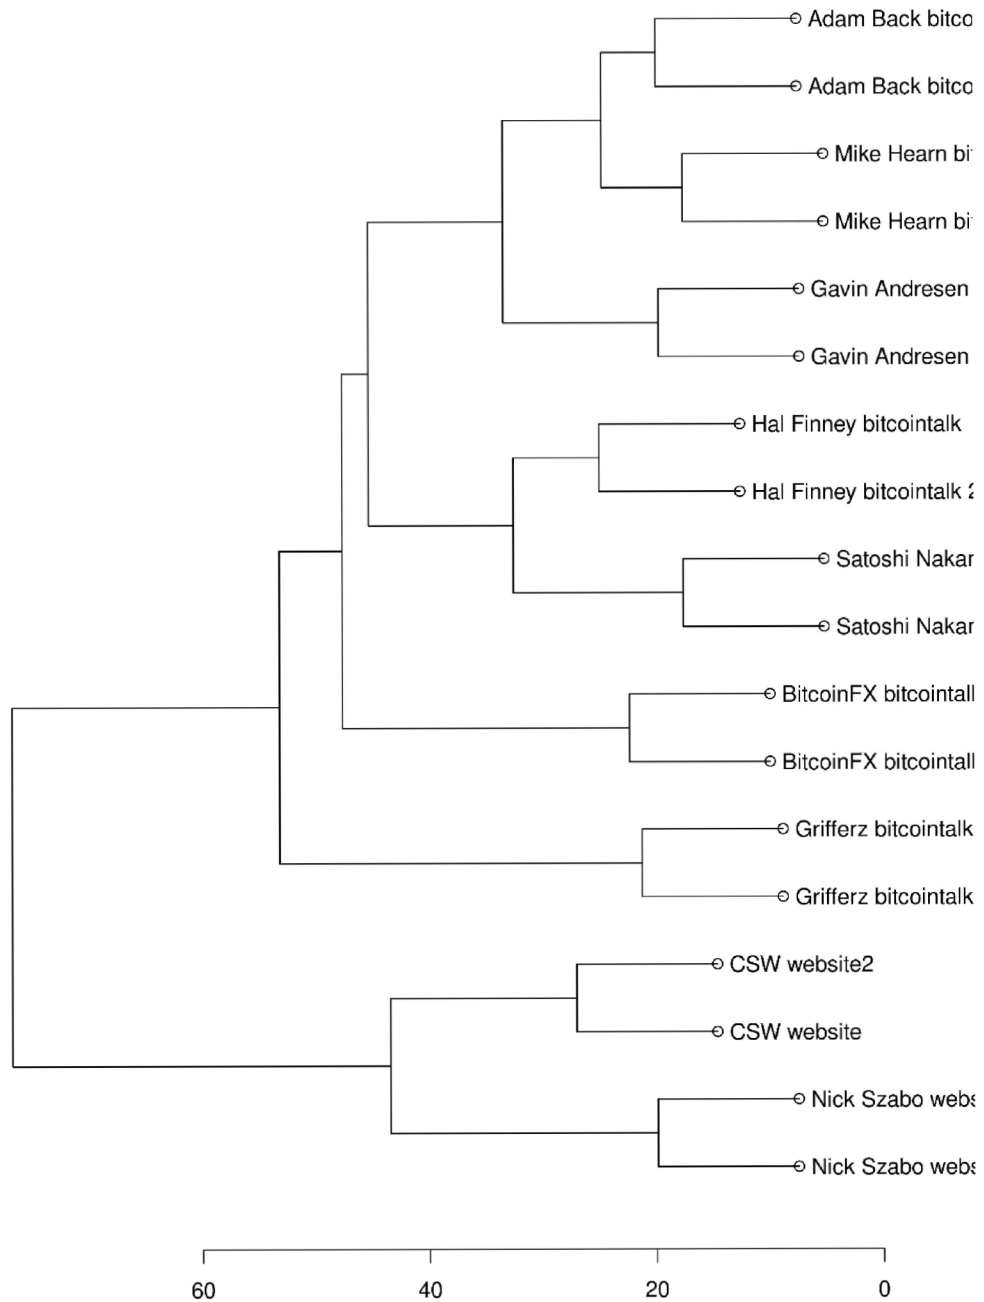 Adam Back bitco
Adam Back bitco
Mike Hearn bi
Mike Hearn bi
Gavin Andresen
Gavin Andresen
Hal Finney bitcointalk
Hal Finney bitcointalk 2
Satoshi Nakar
Satoshi Nakar
BitcoinFX bitcointall
BitcoinFX bitcointall
Grifferz bitcointalk
Grifferz bitcointalk
CSW website2
CSW website
Nick Szabo webs
Nick Szabo webs
60 40 20 0